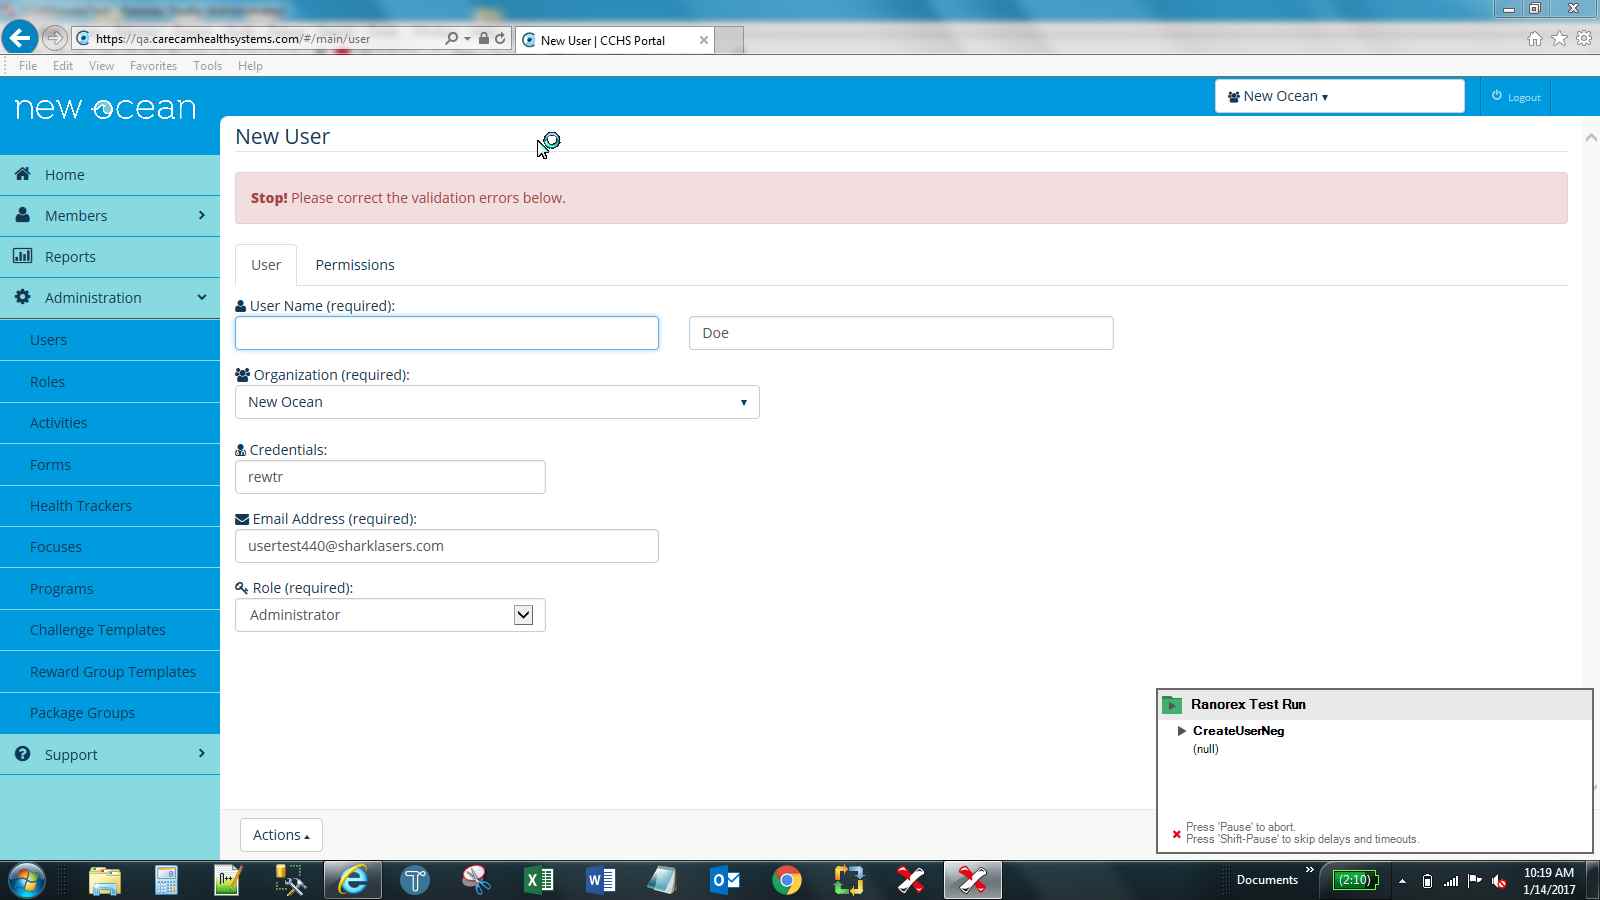 https://qa.carecamhealthsystems.com/#/main/user
New User | CCHS Portal
File Edit View Favorites Tools Help
new ocean
New Ocean ▾
Logout
New User
Stop! Please correct the validation errors below.
Home
Members
Reports
Administration
Users
Roles
Activities
Forms
Health Trackers
Focuses
Programs
Challenge Templates
Reward Group Templates
Package Groups
Support
User Permissions
User Name (required):
Doe
Organization (required):
New Ocean
Credentials:
rewtr
Email Address (required):
usertest440@sharklasers.com
Role (required):
Administrator
Actions
Ranorex Test Run
CreateUserNeg
(null)
Press 'Pause' to abort.
Press 'Shift-Pause' to skip delays and timeouts.
Documents
(2:10)
10:19 AM
1/14/2017